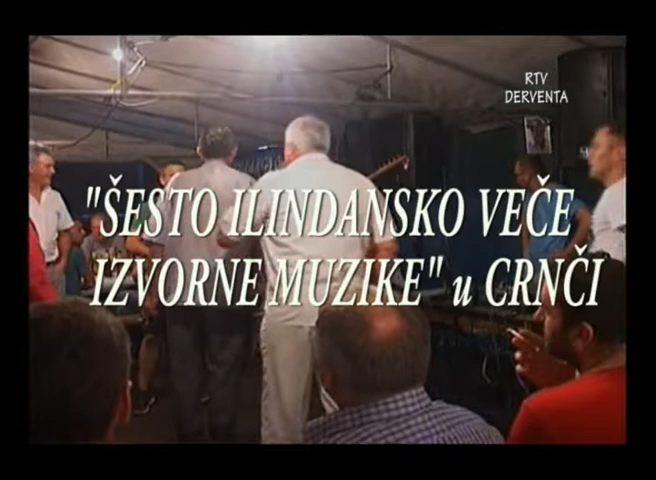 RTV
DERVENTA
"ŠESTO ILINDANSKO VEČE
IZVORNE MUZIKE" u CRNČI